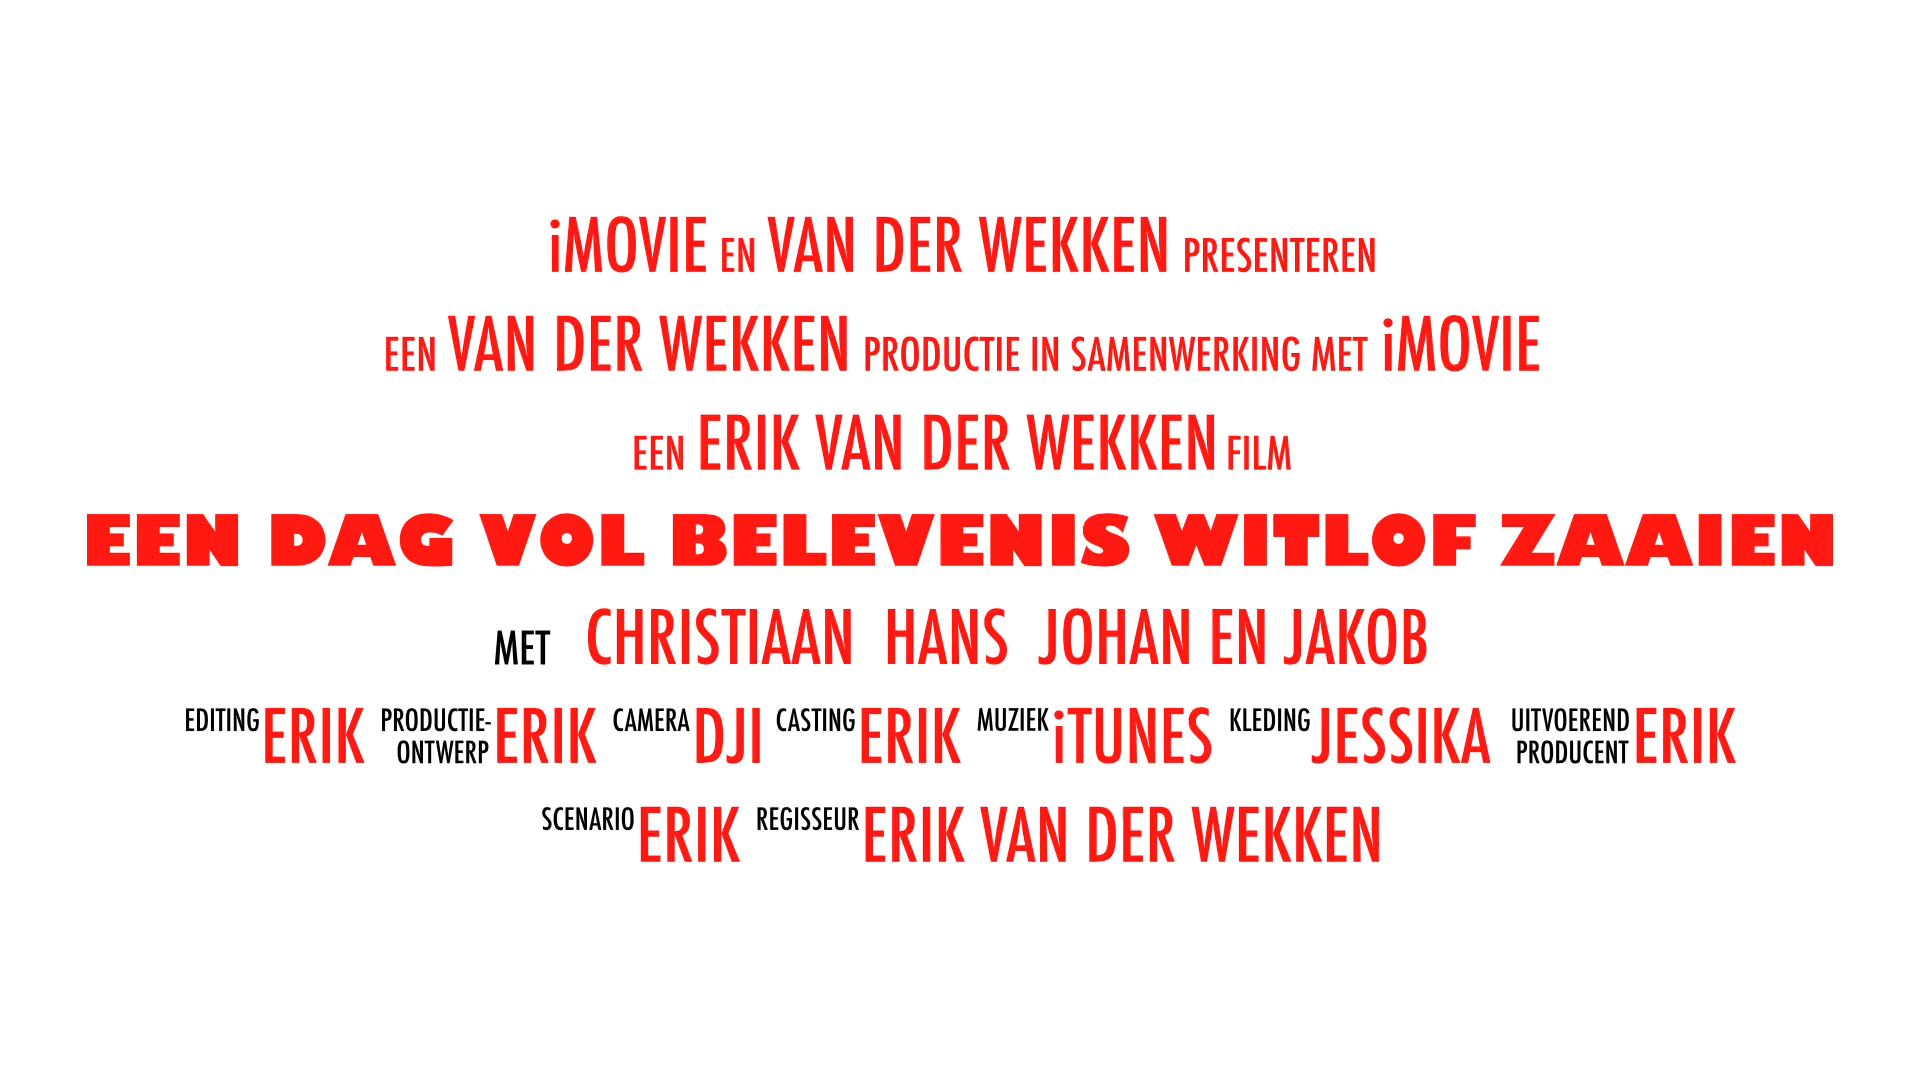 iMOVIE EN VAN DER WEKKEN PRESENTEREN
EEN VAN DER WEKKEN PRODUCTIE IN SAMENWERKING MET iMOVIE
EEN ERIK VAN DER WEKKEN FILM
EEN DAG VOL BELEVENIS WITLOF ZAAIEN
MET CHRISTIAAN HANS JOHAN EN JAKOB
EDITING ERIK PRODUCTIE-ONTWERP ERIK CAMERA DJI CASTING ERIK MUZIEK iTUNES KLEDING JESSIKA UITVOEREND PRODUCENT ERIK
SCENARIO ERIK REGISSEUR ERIK VAN DER WEKKEN